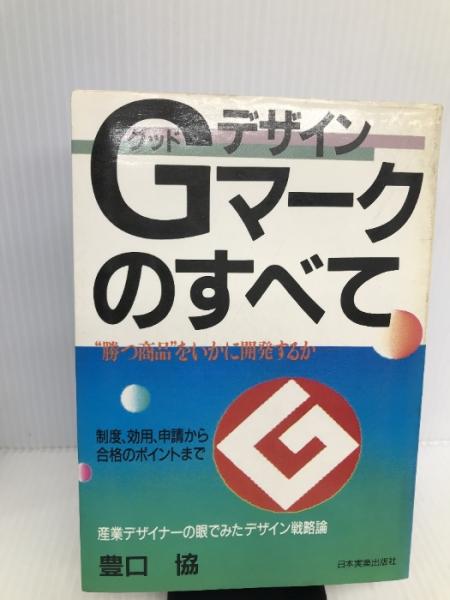 グッドデザイン
Gマーク
のすべて
“勝つ商品”をいかに開発するか
制度、効用、申請から
合格のポイントまで
G
産業デザイナーの眼でみたデザイン戦略論
豊口 協
日本実業出版社